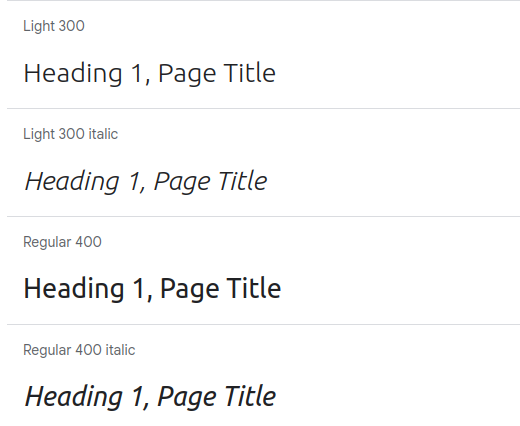 Light 300
Heading 1, Page Title
Light 300 italic
Heading 1, Page Title
Regular 400
Heading 1, Page Title
Regular 400 italic
Heading 1, Page Title